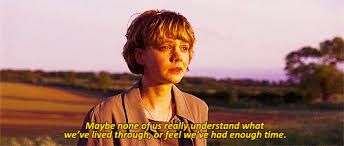 Maybe none of us really understand what
we've lived through, or feel we've had enough time.